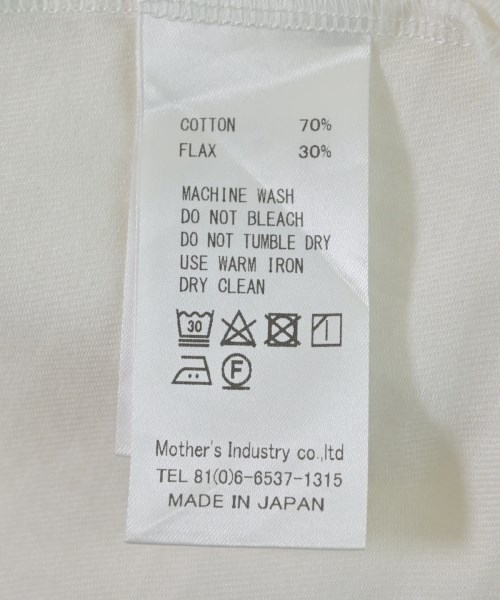 COTTON 70%
FLAX 30%
MACHINE WASH
DO NOT BLEACH
DO NOT TUMBLE DRY
USE WARM IRON
DRY CLEAN
30
F
Mother's Industry co.,ltd
TEL 81(0)6-6537-1315
MADE IN JAPAN